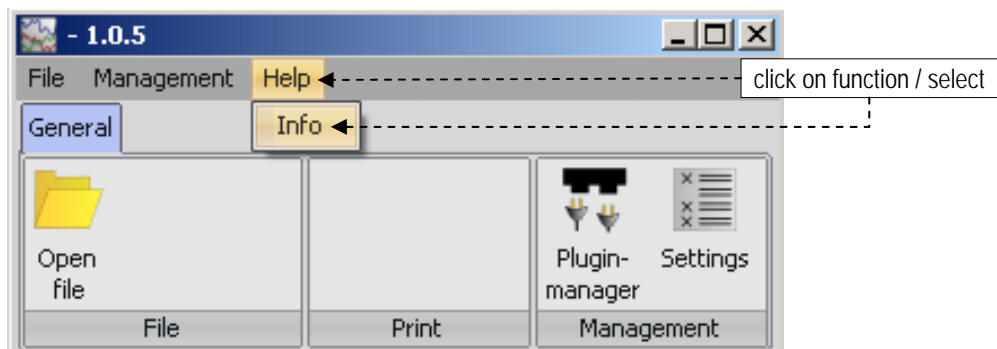 - 1.0.5
File Management Help
click on function / select
General
Info
Open
file
Plugin-
manager
Settings
File
Print
Management